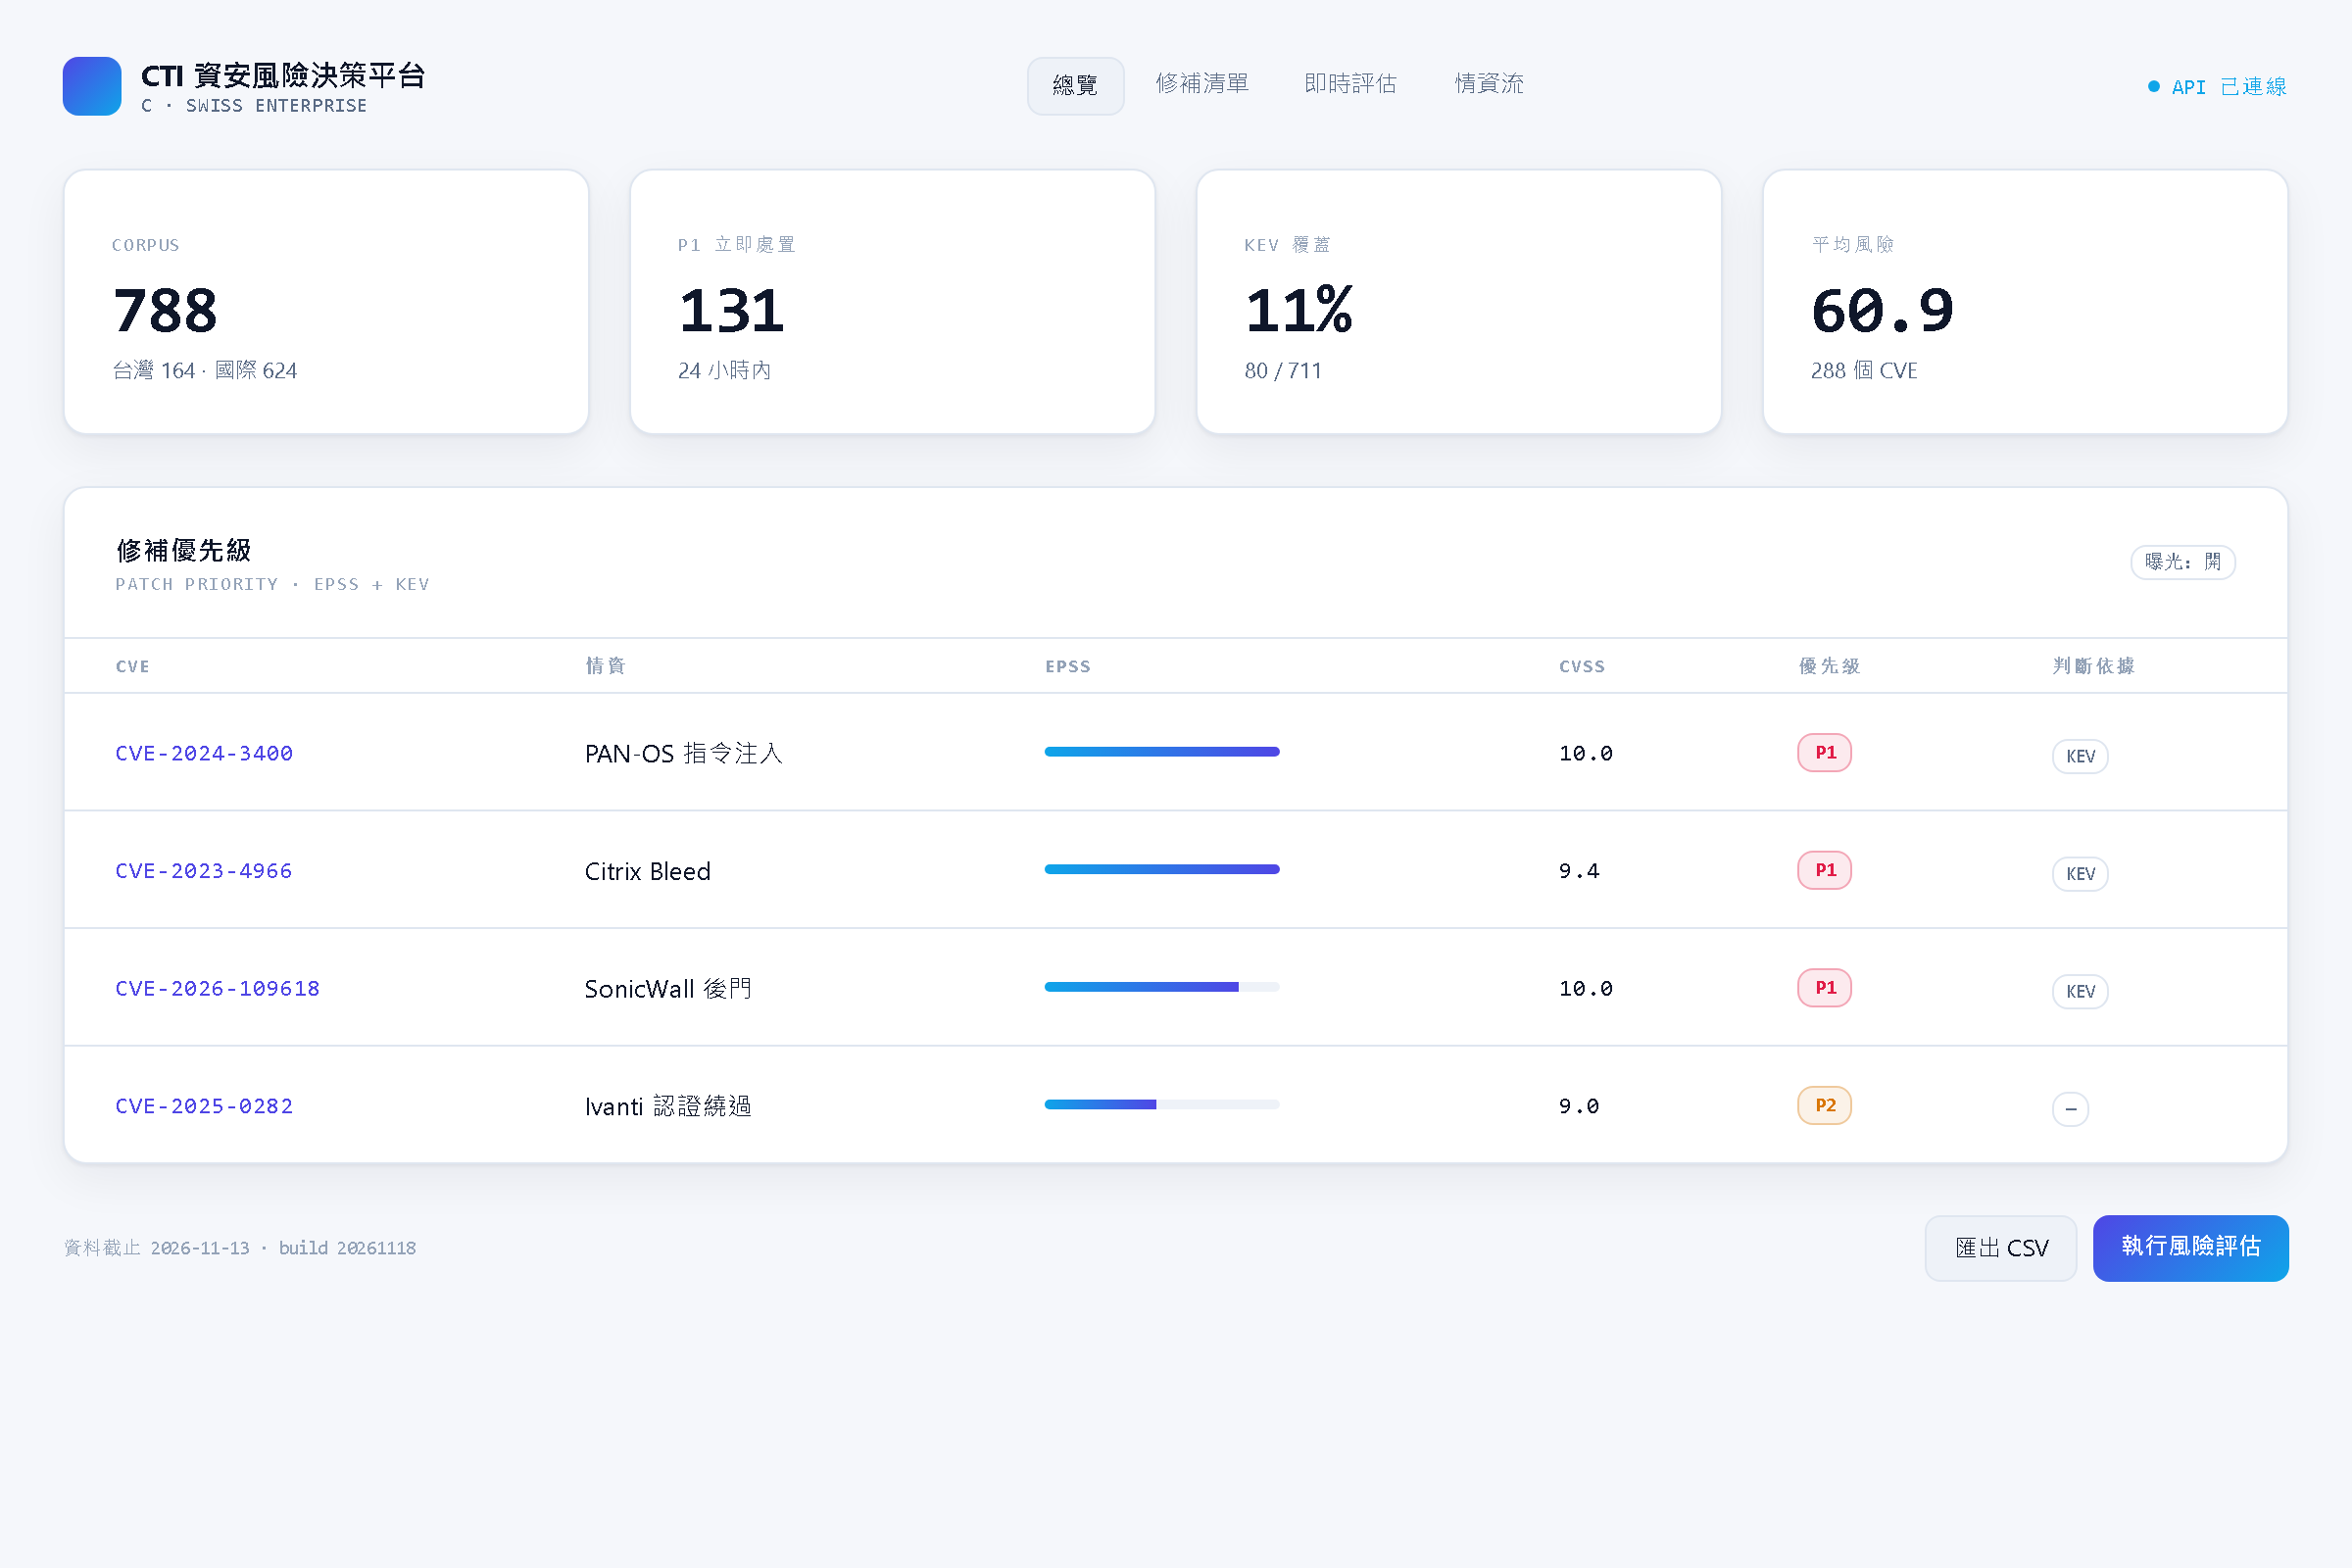 CTI 資安風險決策平台
C · SWISS ENTERPRISE
總覽 修補清單 即時評估 情資流
API 已連線
CORPUS
788
台灣 164 · 國際 624
P1 立即處置
131
24 小時內
KEV 覆蓋
11%
80 / 711
平均風險
60.9
288 個 CVE
修補優先級
PATCH PRIORITY · EPSS + KEV
曝光: 開
CVE 情資 EPSS CVSS 優先級 判斷依據
CVE-2024-3400 PAN-OS 指令注入 10.0 P1 KEV
CVE-2023-4966 Citrix Bleed 9.4 P1 KEV
CVE-2026-109618 SonicWall 後門 10.0 P1 KEV
CVE-2025-0282 Ivanti 認證繞過 9.0 P2 —
資料截止 2026-11-13 · build 20261118
匯出 CSV
執行風險評估